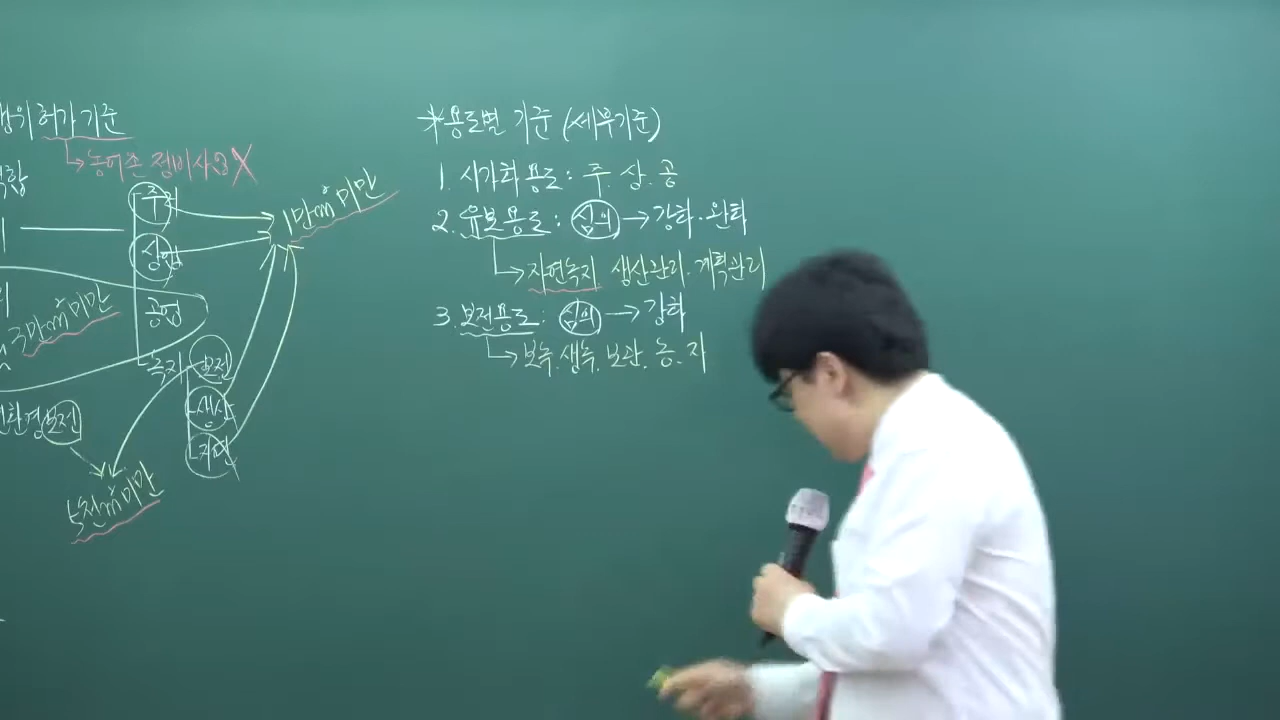 행위 허가 기준
→농어촌 정비사업 X
주거
1만㎡미만
상업
공업
3만㎡미만
녹지 보전
생산
자연
환경보전
5천㎡미만
*용도별 기준 (세부기준)
1. 시가화 용도: 주. 상. 공
2. 유보용도: 심의→강화·완화
→자연녹지 생산관리. 계획관리
3. 보전용도: 심의→강화
→보녹. 생녹. 보관. 농. 자